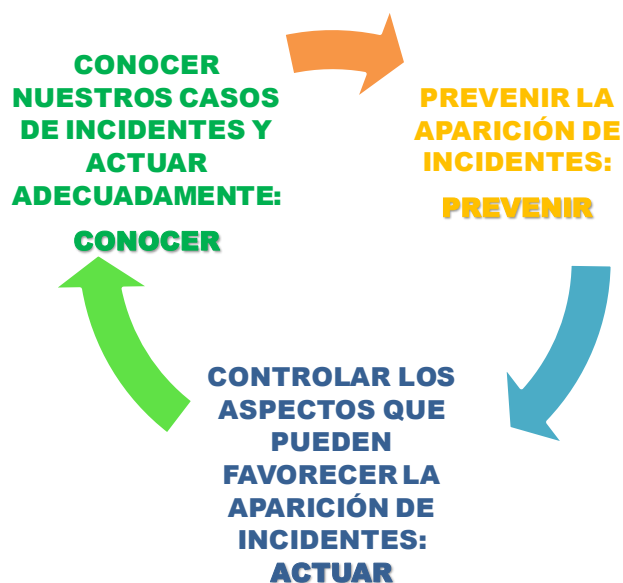 CONOCER
NUESTROS CASOS
DE INCIDENTES Y
ACTUAR
ADECUADAMENTE:
CONOCER
PREVENIR LA
APARICIÓN DE
INCIDENTES:
PREVENIR
CONTROLAR LOS
ASPECTOS QUE
PUEDEN
FAVORECER LA
APARICIÓN DE
INCIDENTES:
ACTUAR